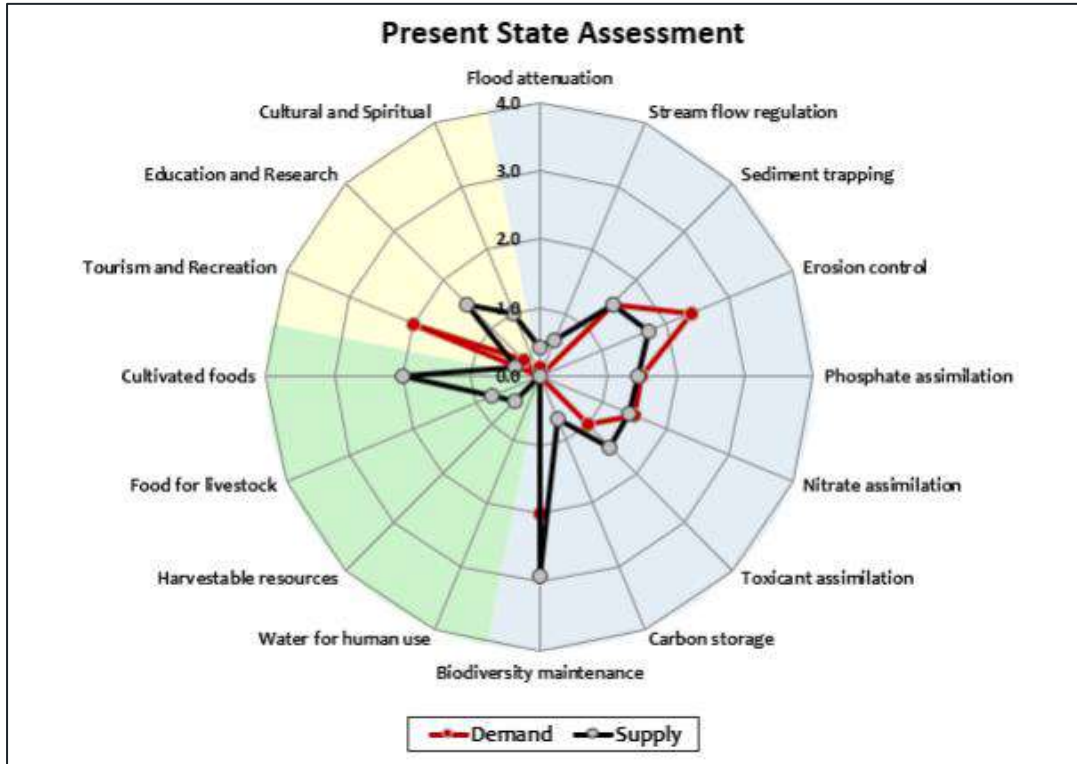 Present State Assessment
Flood attenuation
Cultural and Spiritual
4.0
Stream flow regulation
Education and Research
3.0
Sediment trapping
2.0
Tourism and Recreation
Erosion control
1.0
Cultivated foods
0.0
Phosphate assimilation
Food for livestock
Nitrate assimilation
Harvestable resources
Toxicant assimilation
Water for human use
Carbon storage
Biodiversity maintenance
Demand
Supply